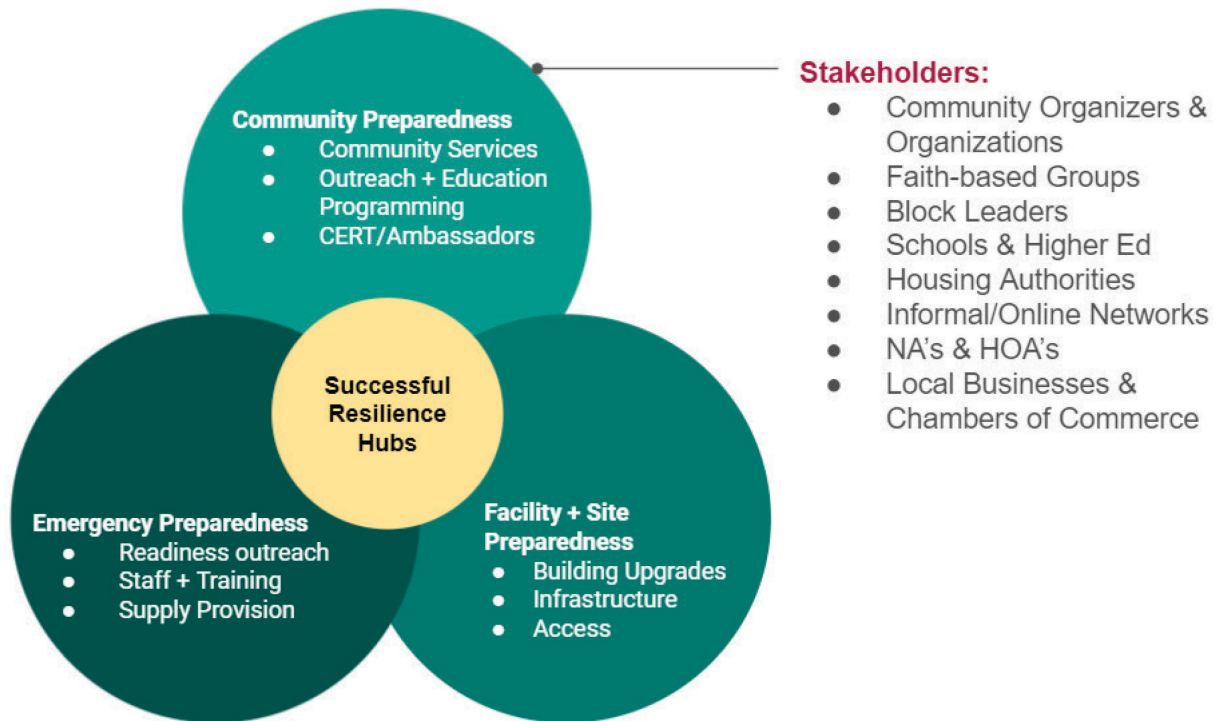 Community Preparedness
● Community Services
● Outreach + Education
Programming
● CERT/Ambassadors
Stakeholders:
● Community Organizers &
Organizations
● Faith-based Groups
● Block Leaders
● Schools & Higher Ed
● Housing Authorities
● Informal/Online Networks
● NA's & HOA's
● Local Businesses &
Chambers of Commerce
Successful
Resilience
Hubs
Emergency Preparedness
● Readiness outreach
● Staff + Training
● Supply Provision
Facility + Site
Preparedness
● Building Upgrades
● Infrastructure
● Access